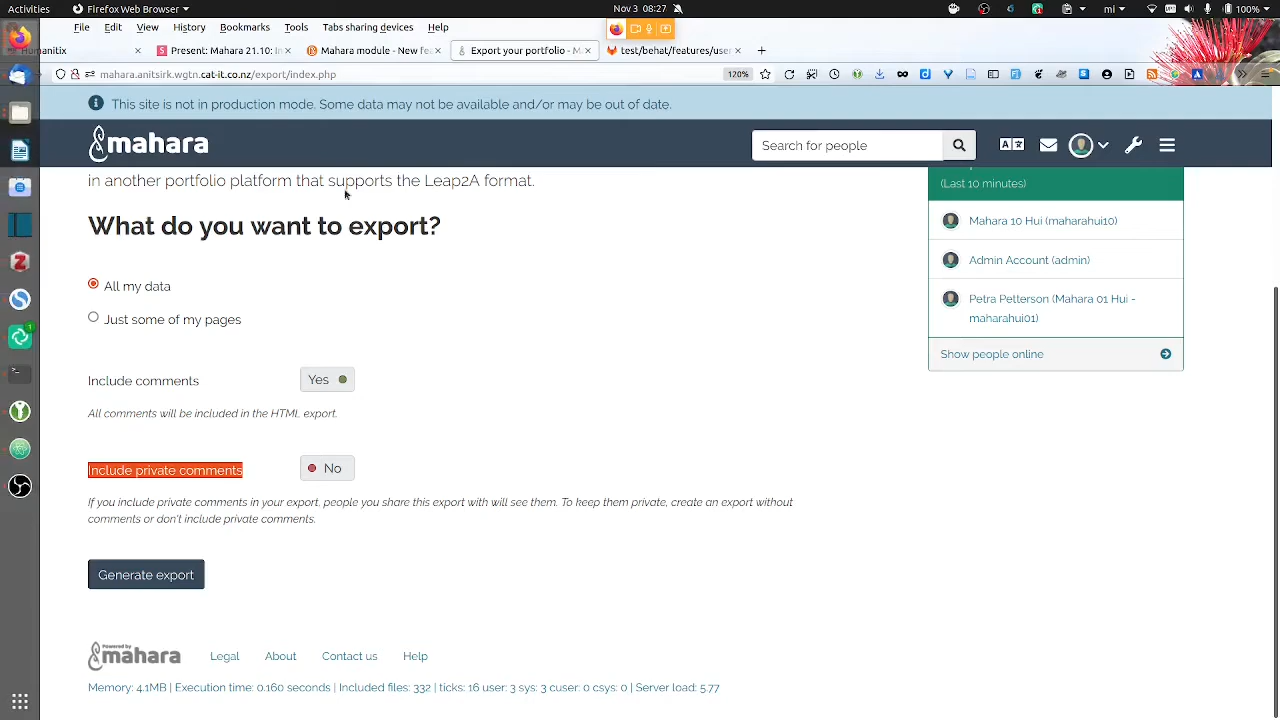 Activities
Firefox Web Browser
Nov 3 08:27
100%
File Edit View History Bookmarks Tools Tabs sharing devices Help
Present: Mahara 21.10: In
Mahara module - New fe
Export your portfolio - M
test/behat/features/user
mahara.anitsirk.wgtn.cat-it.co.nz/export/index.php
120%
This site is not in production mode. Some data may not be available and/or may be out of date.
mahara
Search for people
in another portfolio platform that supports the Leap2A format.
(Last 10 minutes)
What do you want to export?
Mahara 10 Hui (maharahui10)
Admin Account (admin)
All my data
Petra Petterson (Mahara 01 Hui -
maharahui01)
Just some of my pages
Show people online
Include comments
Yes
All comments will be included in the HTML export.
Include private comments
No
If you include private comments in your export, people you share this export with will see them. To keep them private, create an export without
comments or don't include private comments.
Generate export
Powered by
mahara
Legal About Contact us Help
Memory: 4.1MB | Execution time: 0.160 seconds | Included files: 332 | ticks: 16 user: 3 sys: 3 cuser: 0 csys: 0 | Server load: 5.77